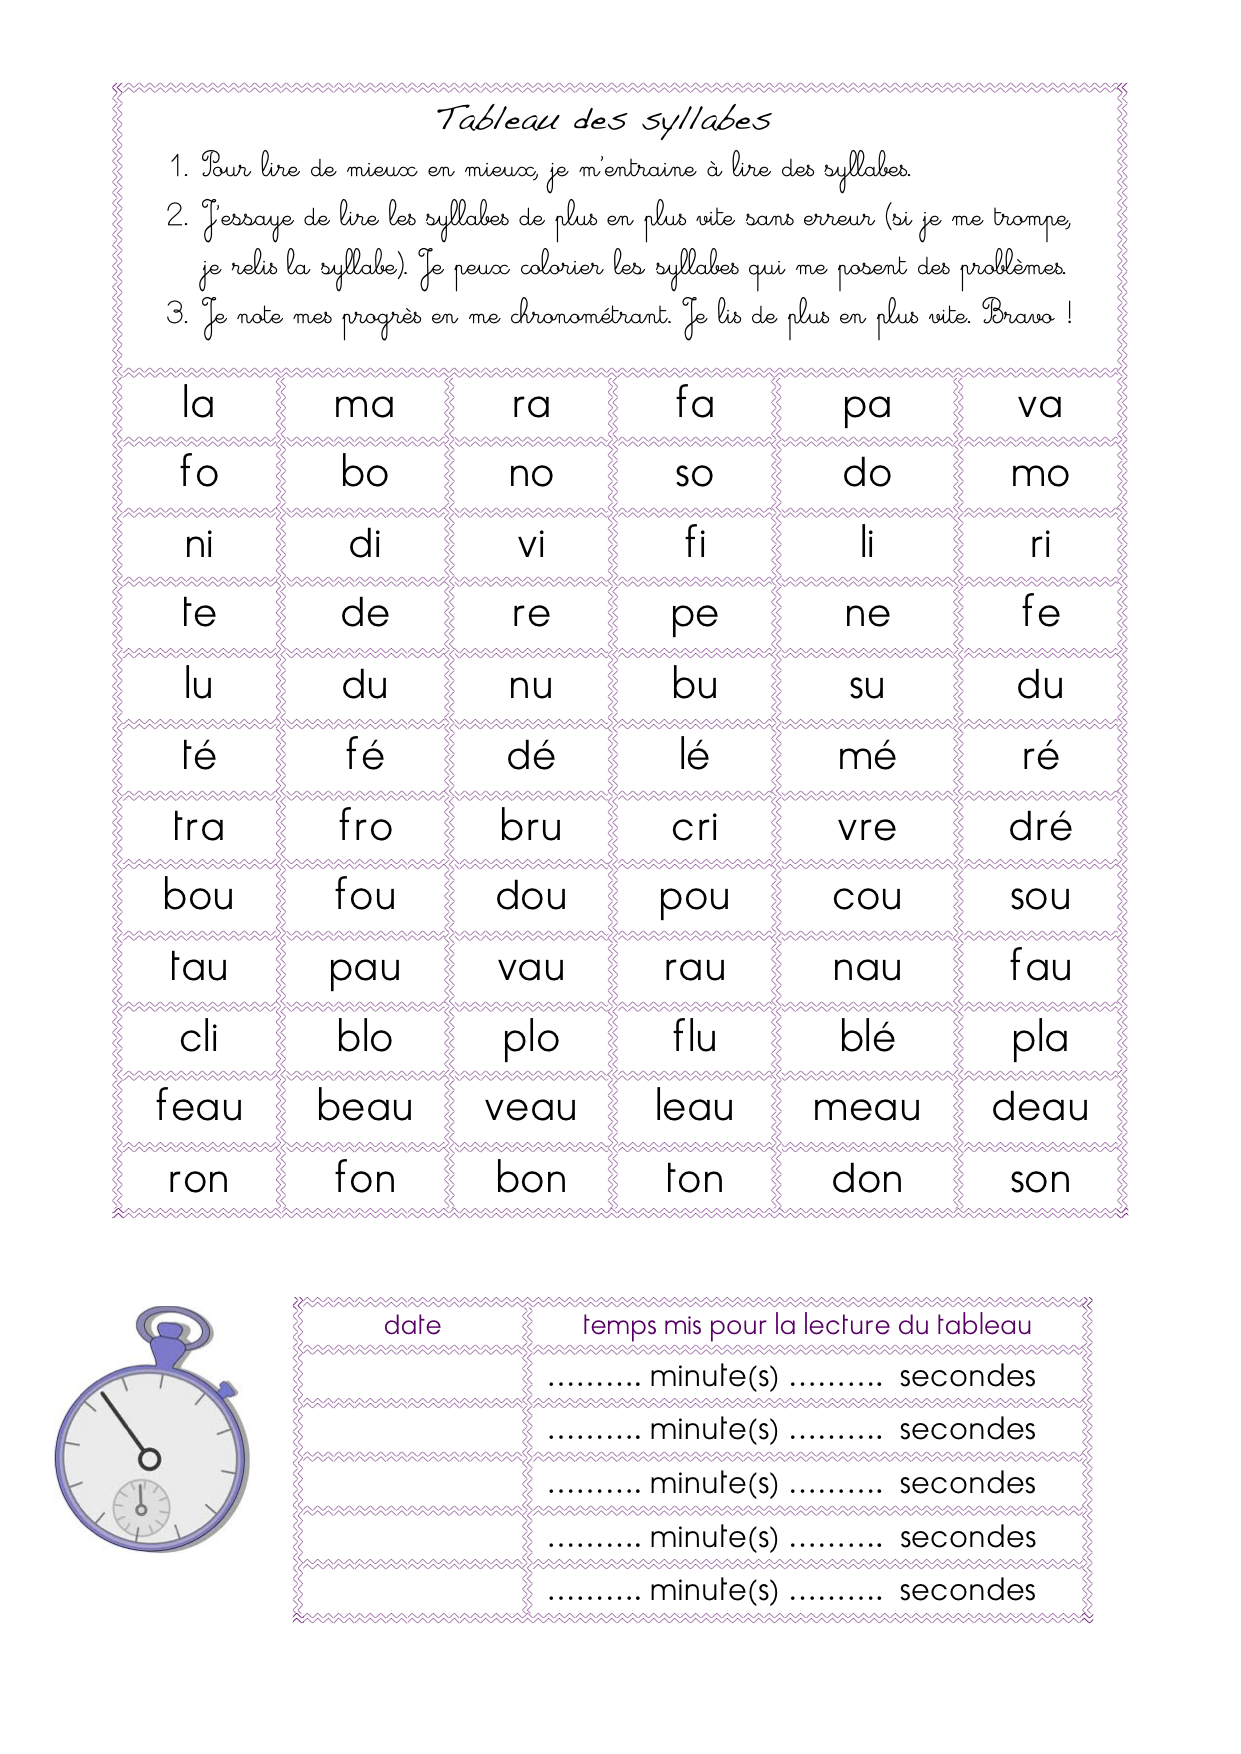 Tableau des syllabes
1. Pour lire de mieux en mieux, je m'entraine à lire des syllabes.
2. J'essaye de lire les syllabes de plus en plus vite sans erreur (si je me trompe,
je relis la syllabe). Je peux colorier les syllabes qui me posent des problèmes.
3. Je note mes progrès en me chronométrant. Je lis de plus en plus vite. Bravo !
la ma ra fa pa va
fo bo no so do mo
ni di vi fi li ri
te de re pe ne fe
lu du nu bu su du
té fé dé lé mé ré
tra fro bru cri vre dré
bou fou dou pou cou sou
tau pau vau rau nau fau
cli blo plo flu blé pla
feau beau veau leau meau deau
ron fon bon ton don son
date temps mis pour la lecture du tableau
.......... minute(s) .......... secondes
.......... minute(s) .......... secondes
.......... minute(s) .......... secondes
.......... minute(s) .......... secondes
.......... minute(s) .......... secondes